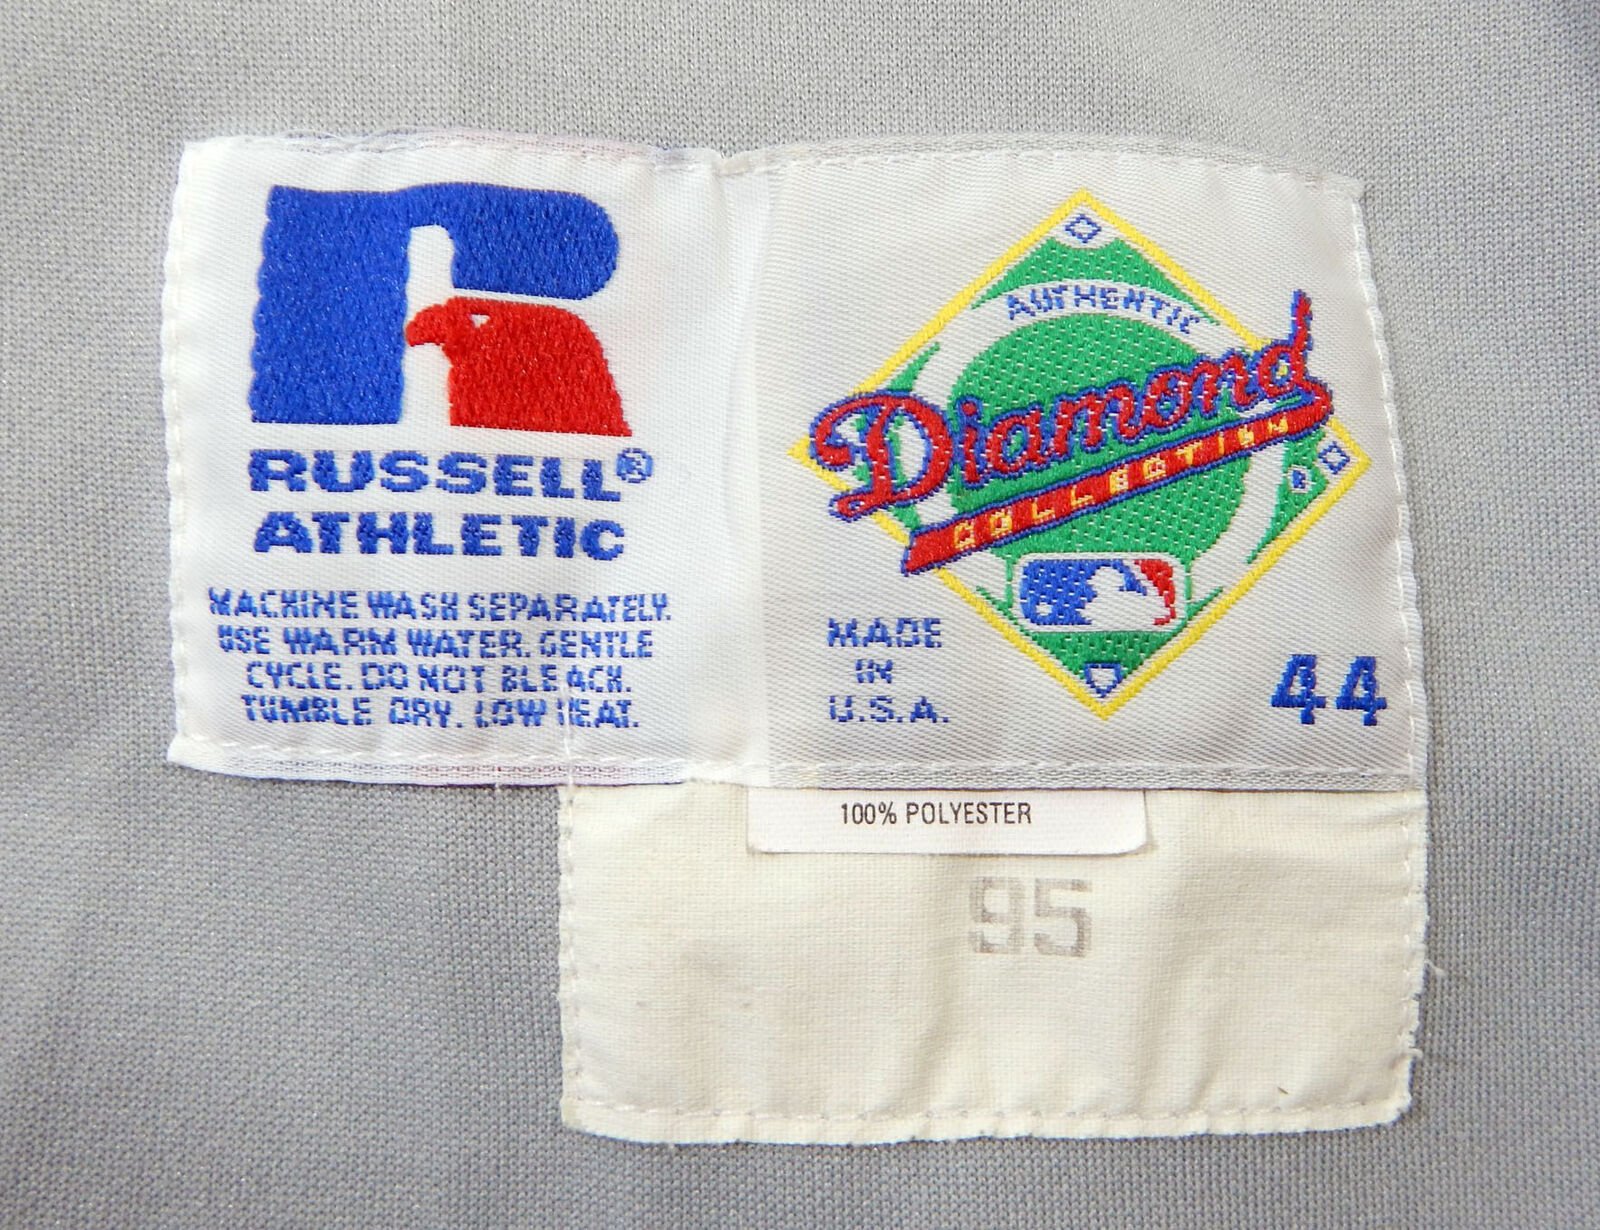 RUSSELL®
ATHLETIC
MACHINE WASH SEPARATELY.
USE WARM WATER. GENTLE
CYCLE. DO NOT BLEACH.
TUMBLE DRY. LOW HEAT.
AUTHENTIC
Diamond
COLLECTION
MADE
IN
U.S.A.
44
100% POLYESTER
95